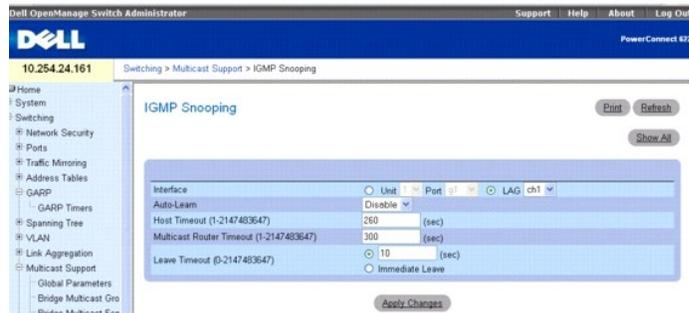 Dell OpenManage Switch Administrator Support Help About Log Out
DELL
PowerConnect
10.254.24.161
Switching > Multicast Support > IGMP Snooping
Home
System
Switching
Network Security
Ports
Traffic Mirroring
Address Tables
GARP
GARP Timers
Spanning Tree
VLAN
Link Aggregation
Multicast Support
Global Parameters
Bridge Multicast Gro
IGMP Snooping
Print Refresh
Show All
Interface Unit 1 Port g1 LAG ch1
Auto-Learn Disable
Host Timeout (1-2147483647) 260 (sec)
Multicast Router Timeout (1-2147483647) 300 (sec)
Leave Timeout (0-2147483647) 10 (sec)
Immediate Leave
Apply Changes